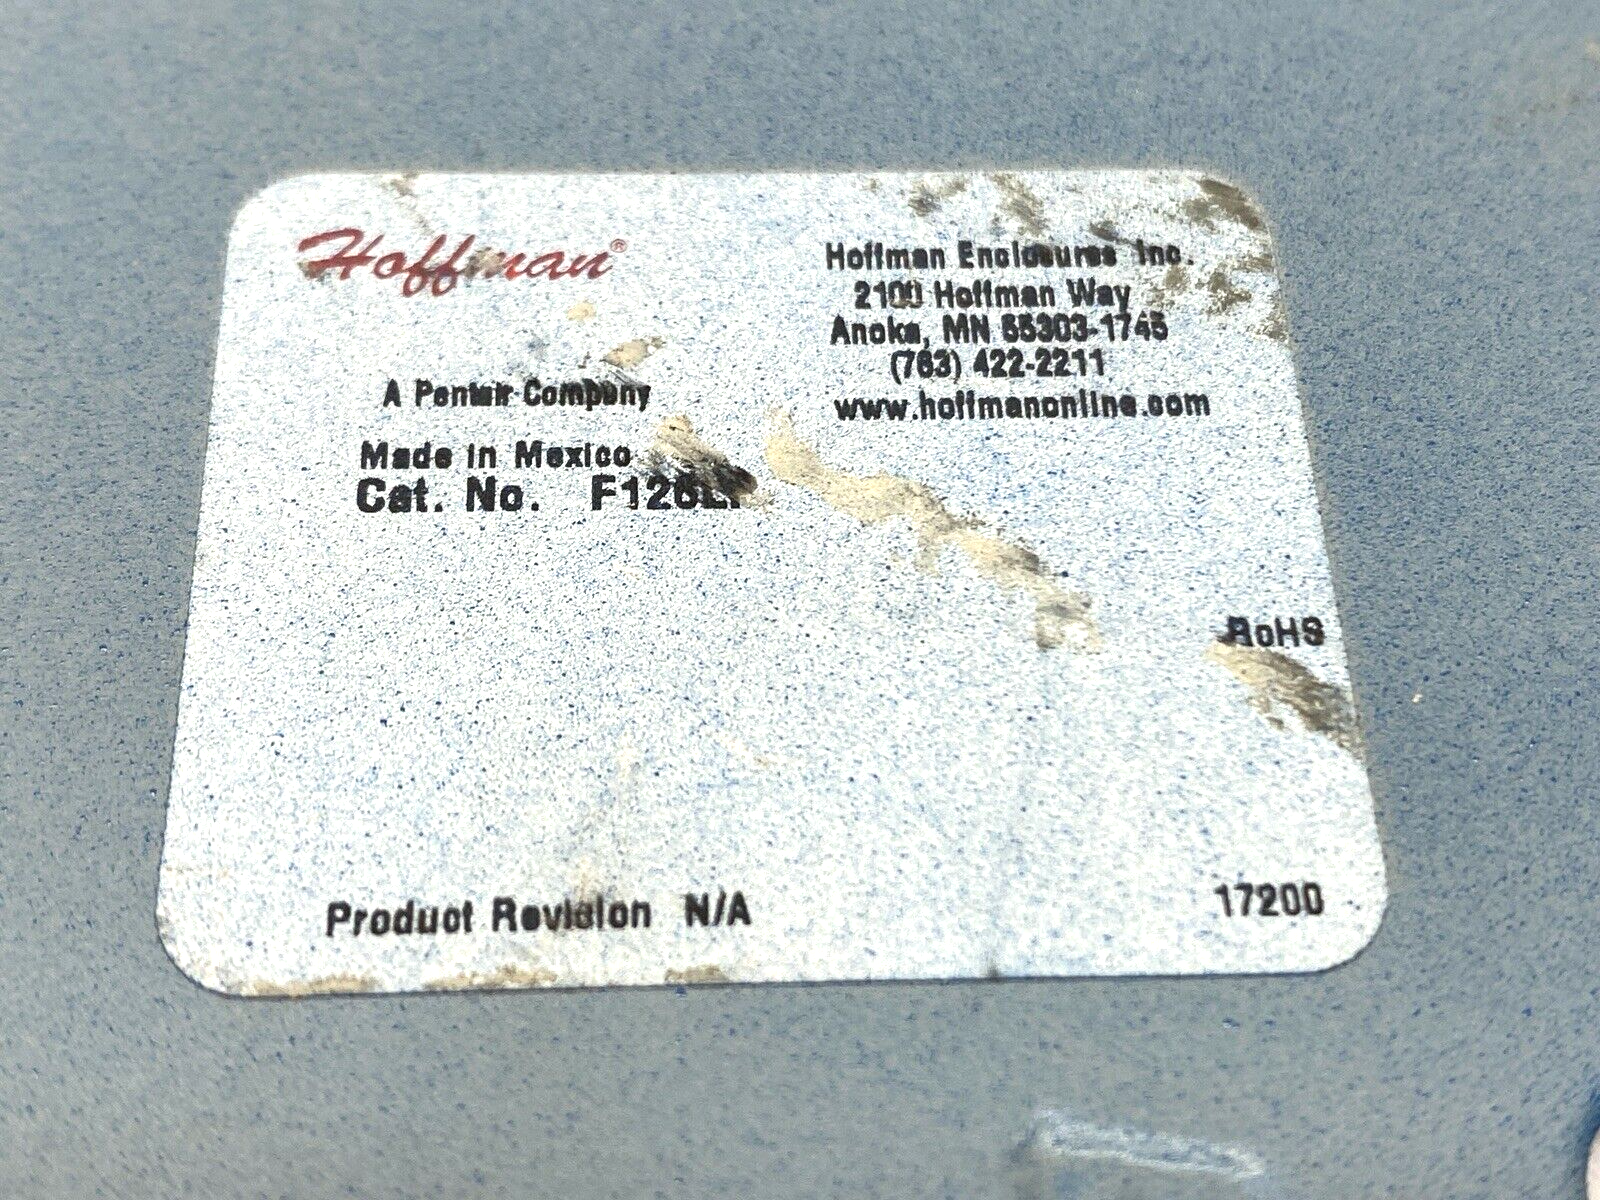 Hoffman®
Hoffman Enclosures Inc.
2100 Hoffman Way
Anoka, MN 55303-1745
(763) 422-2211
www.hoffmanonline.com
A Pentair Company
Made in Mexico
Cat. No.
RoHS
Product Revision N/A
17200